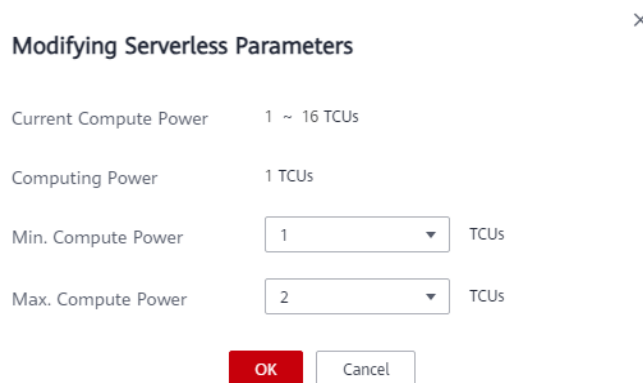 Modifying Serverless Parameters
Current Compute Power 1 ~ 16 TCUs
Computing Power 1 TCUs
Min. Compute Power 1 TCUs
Max. Compute Power 2 TCUs
OK Cancel